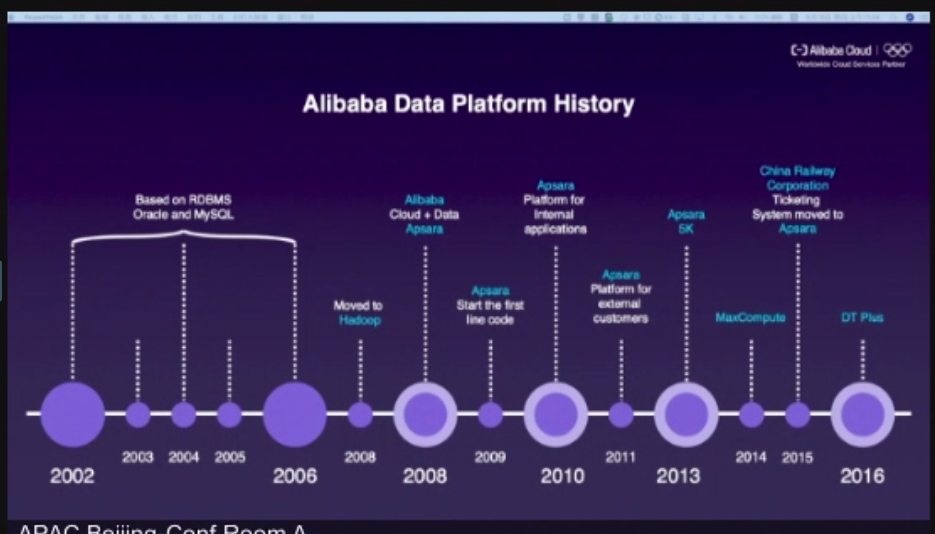 Alibaba Cloud
Worldwide Cloud Services Partner
Alibaba Data Platform History
Based on RDBMS
Oracle and MySQL
Moved to
Hadoop
Alibaba
Cloud + Data
Apsara
Apsara
Start the first
line code
Apsara
Platform for
Internal
applications
Apsara
Platform for
external
customers
Apsara
5K
MaxCompute
China Railway
Corporation
Ticketing
System moved to
Apsara
DT Plus
2002
2003
2004
2005
2006
2008
2008
2009
2010
2011
2013
2014
2015
2016
APAC Beijing-Conf Room A